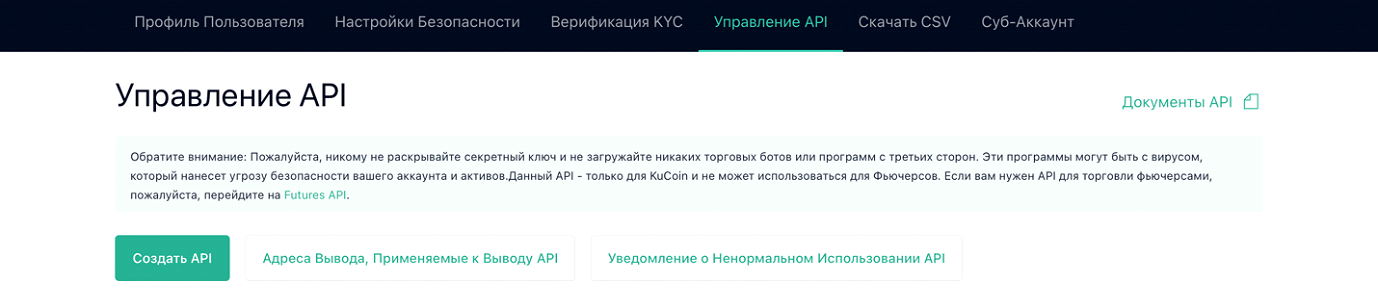 Профиль Пользователя Настройки Безопасности Верификация KYC Управление API Скачать CSV Суб-Аккаунт
Управление API
Документы API
Обратите внимание: Пожалуйста, никому не раскрывайте секретный ключ и не загружайте никаких торговых ботов или программ с третьих сторон. Эти программы могут быть с вирусом,
который нанесет угрозу безопасности вашего аккаунта и активов.Данный API - только для KuCoin и не может использоваться для Фьючерсов. Если вам нужен API для торговли фьючерсами,
пожалуйста, перейдите на Futures API.
Создать API Адреса Вывода, Применяемые к Выводу API Уведомление о Ненормальном Использовании API